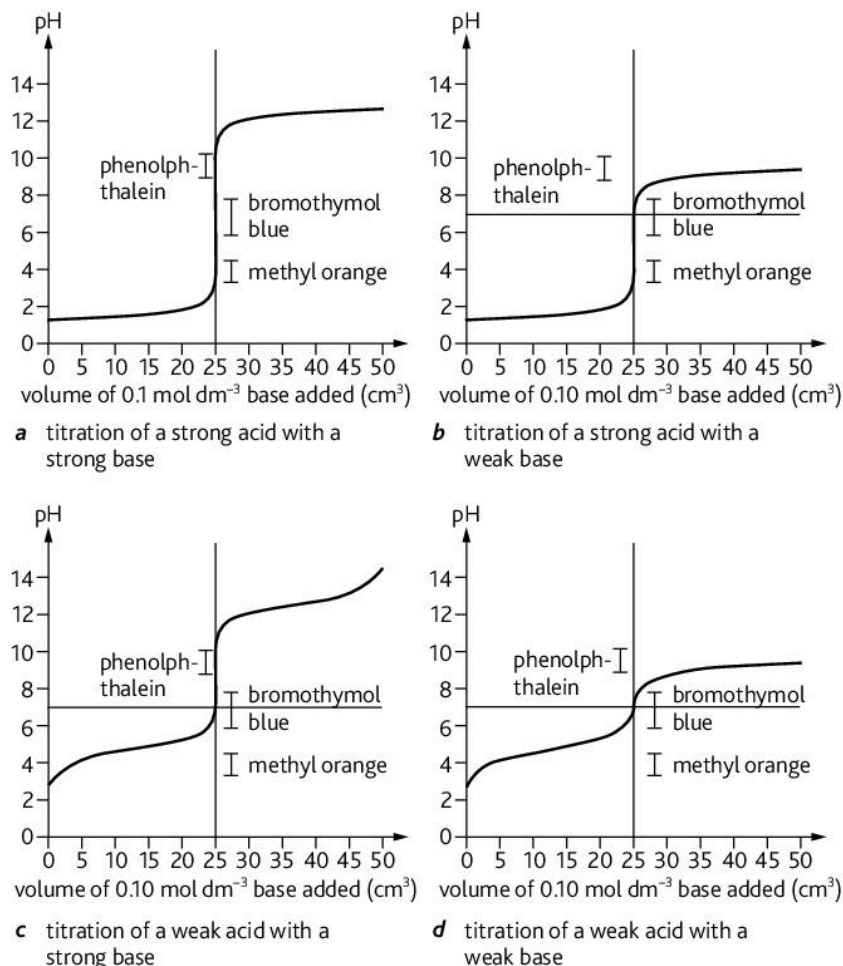 pH
14
12
10
8
6
4
2
0
phenolph-
thalein
bromothymol
blue
methyl orange
0 5 10 15 20 25 30 35 40 45 50
volume of 0.1 mol dm⁻³ base added (cm³)
a titration of a strong acid with a
strong base
pH
14
12
10
8
6
4
2
0
phenolph-
thalein
bromothymol
blue
methyl orange
0 5 10 15 20 25 30 35 40 45 50
volume of 0.10 mol dm⁻³ base added (cm³)
b titration of a strong acid with a
weak base
pH
14
12
10
8
6
4
2
0
phenolph-
thalein
bromothymol
blue
methyl orange
0 5 10 15 20 25 30 35 40 45 50
volume of 0.10 mol dm⁻³ base added (cm³)
c titration of a weak acid with a
strong base
pH
14
12
10
8
6
4
2
0
phenolph-
thalein
bromothymol
blue
methyl orange
0 5 10 15 20 25 30 35 40 45 50
volume of 0.10 mol dm⁻³ base added (cm³)
d titration of a weak acid with a
weak base